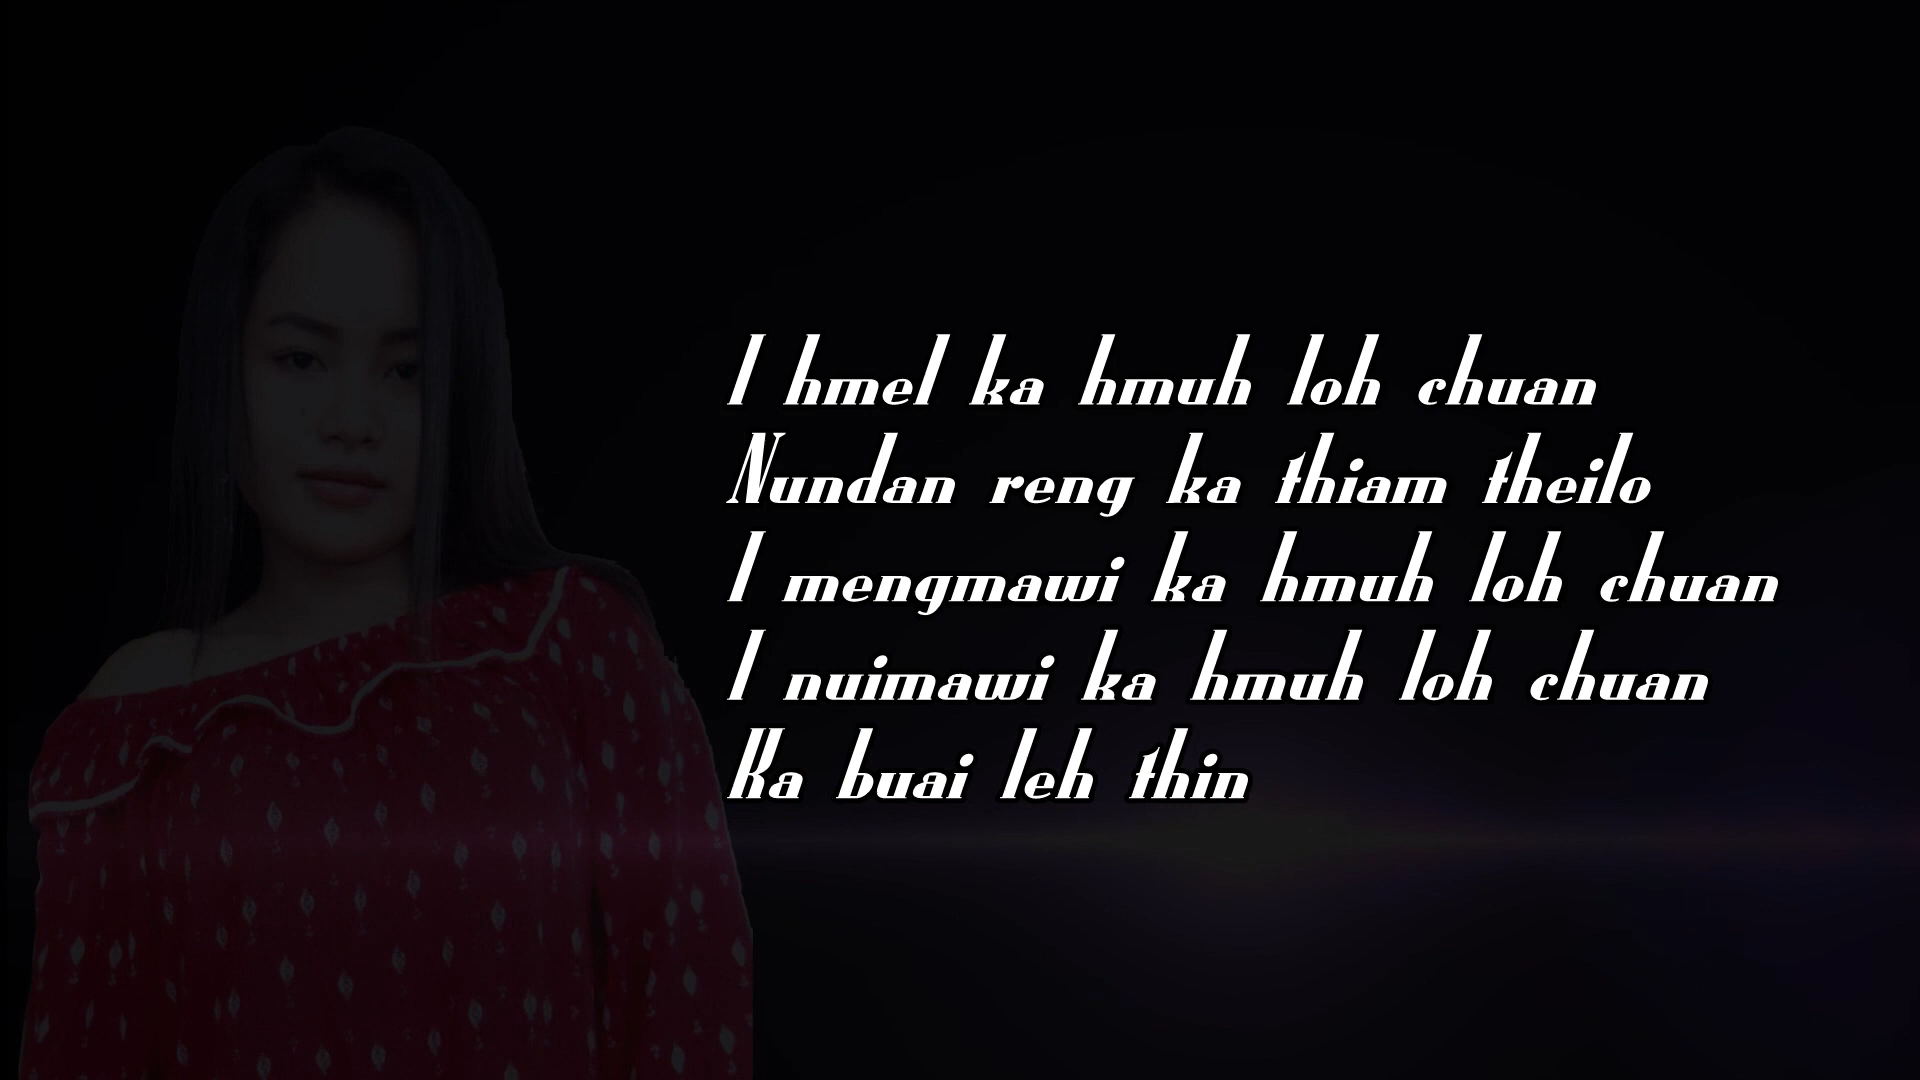 I hmel ka hmuh loh chuan
Nundan reng ka thiam theilo
I mengmawi ka hmuh loh chuan
I nuimawi ka hmuh loh chuan
Ka buai leh thin